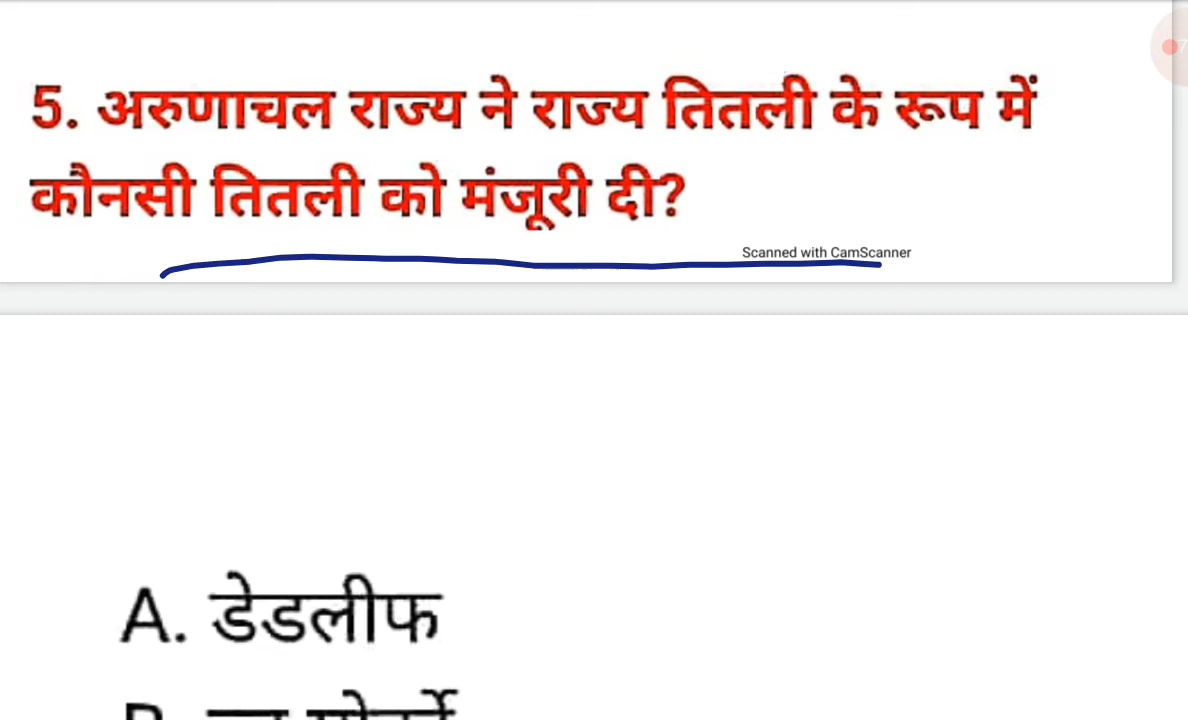 5. अरुणाचल राज्य ने राज्य तितली के रूप में
कौनसी तितली को मंजूरी दी?
Scanned with CamScanner
A. डेडलीफ